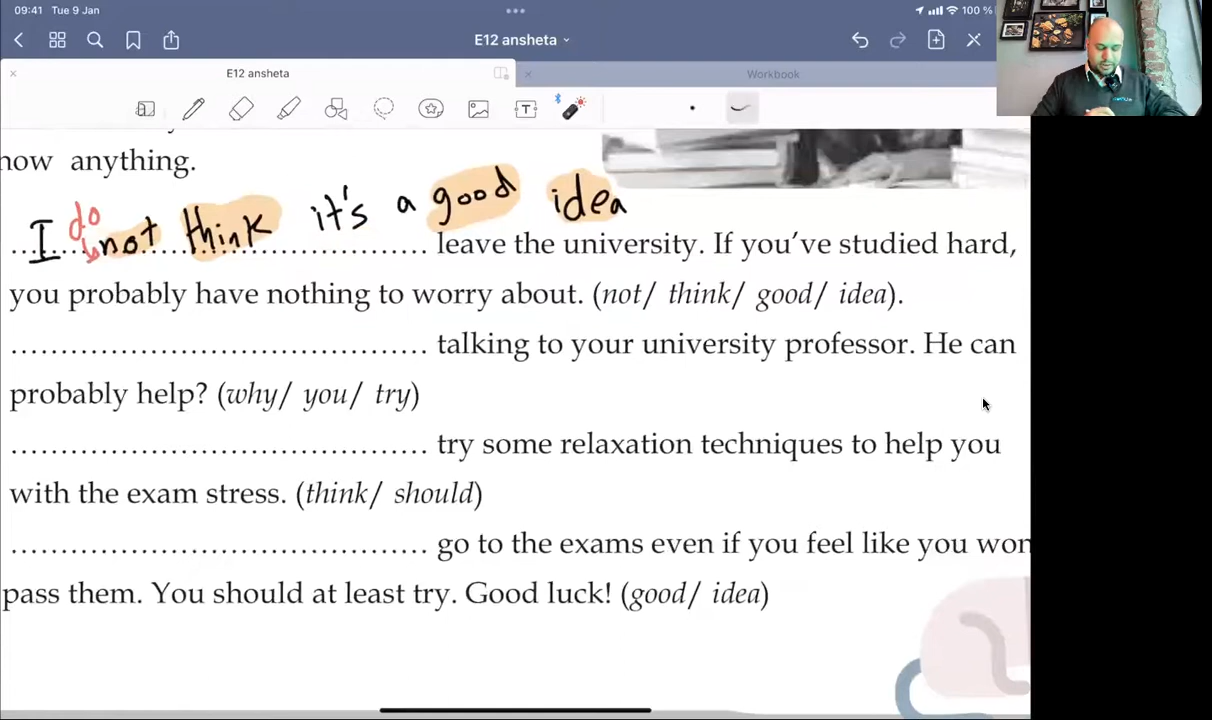 09:41 Tue 9 Jan
100 %
E12 ansheta
E12 ansheta
Workbook
now anything.
I do not think it's a good idea
........................................ leave the university. If you've studied hard,
you probably have nothing to worry about. (not/ think/ good/ idea).
........................................ talking to your university professor. He can
probably help? (why/ you/ try)
........................................ try some relaxation techniques to help you
with the exam stress. (think/ should)
........................................ go to the exams even if you feel like you won
pass them. You should at least try. Good luck! (good/ idea)